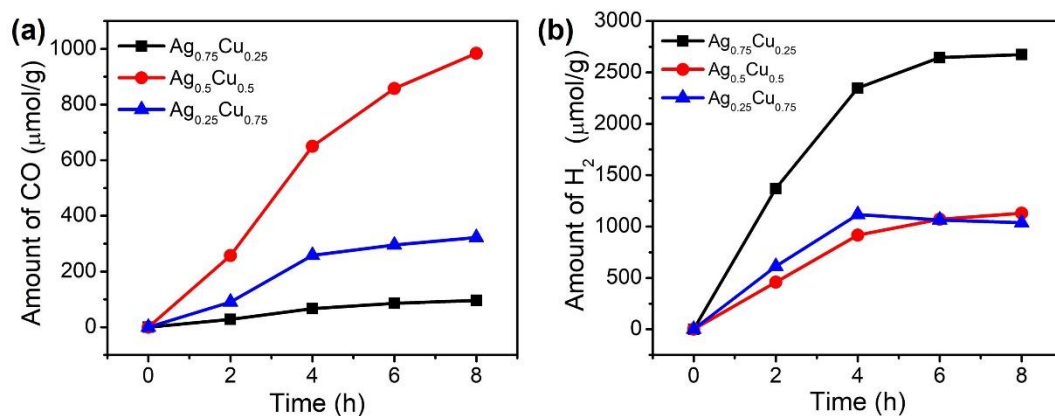 (a)
Ag0.75Cu0.25
Ag0.5Cu0.5
Ag0.25Cu0.75
Amount of CO (μmol/g)
1000
800
600
400
200
0
0 2 4 6 8
Time (h)
(b)
Ag0.75Cu0.25
Ag0.5Cu0.5
Ag0.25Cu0.75
Amount of H2 (μmol/g)
3000
2500
2000
1500
1000
500
0
0 2 4 6 8
Time (h)